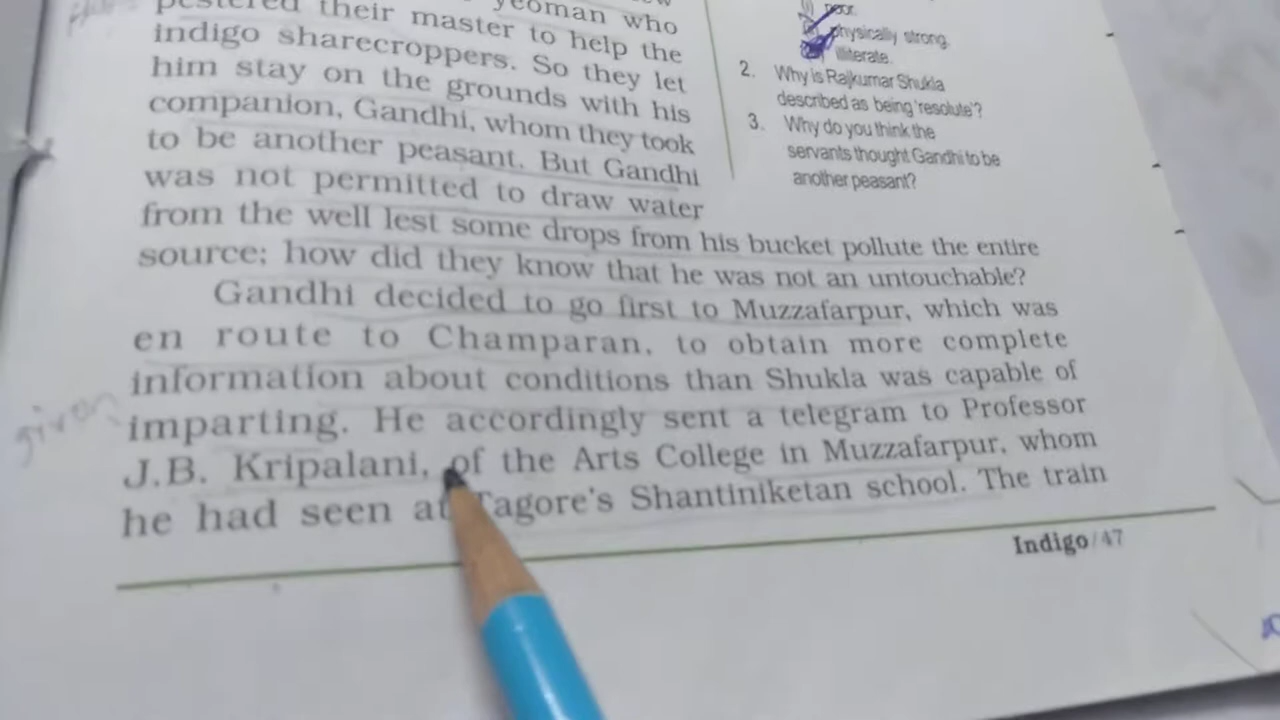 pestered their master to help the
yeoman who
indigo sharecroppers. So they let
him stay on the grounds with his
companion, Gandhi, whom they took
to be another peasant. But Gandhi
was not permitted to draw water
from the well lest some drops from his bucket pollute the entire
source; how did they know that he was not an untouchable?
Gandhi decided to go first to Muzzafarpur, which was
en route to Champaran, to obtain more complete
information about conditions than Shukla was capable of
imparting. He accordingly sent a telegram to Professor
J.B. Kripalani, of the Arts College in Muzzafarpur, whom
he had seen at Tagore's Shantiniketan school. The train
given
(i) poor.
physically strong.
illiterate.
2. Why is Rajkumar Shukla
described as being 'resolute'?
3. Why do you think the
servants thought Gandhi to be
another peasant?
Indigo/47